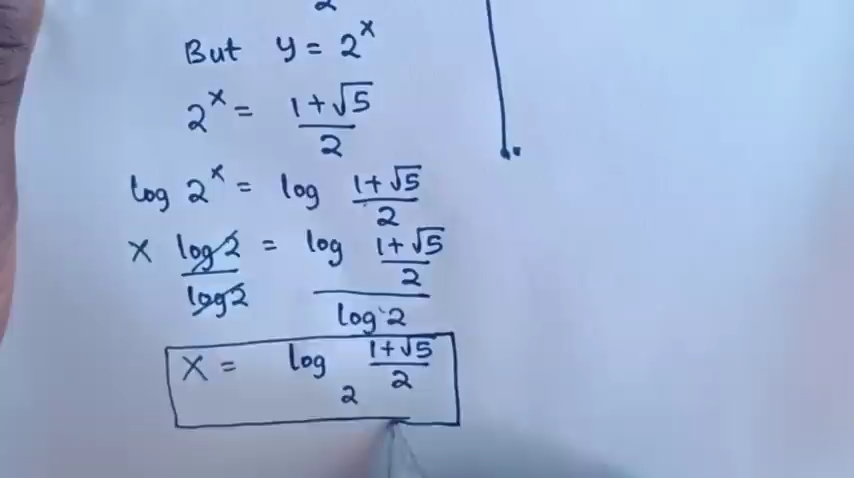 2
But y = 2^x
2^x = (1+√5)/2
log 2^x = log (1+√5)/2
x log2/log2 = log (1+√5)/2 / log 2
x = log_2 (1+√5)/2